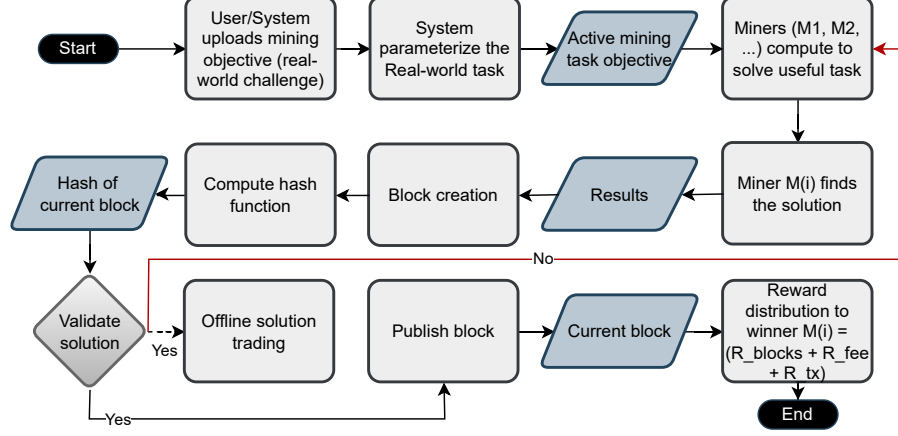 Start
User/System
uploads mining
objective (real-
world challenge)
System
parameterize the
Real-world task
Active mining
task objective
Miners (M1, M2,
...) compute to
solve useful task
Hash of
current block
Compute hash
function
Block creation
Results
Miner M(i) finds
the solution
No
Validate
solution
Yes
Offline solution
trading
Publish block
Current block
Reward
distribution to
winner M(i) =
(R_blocks + R_fee
+ R_tx)
Yes
End